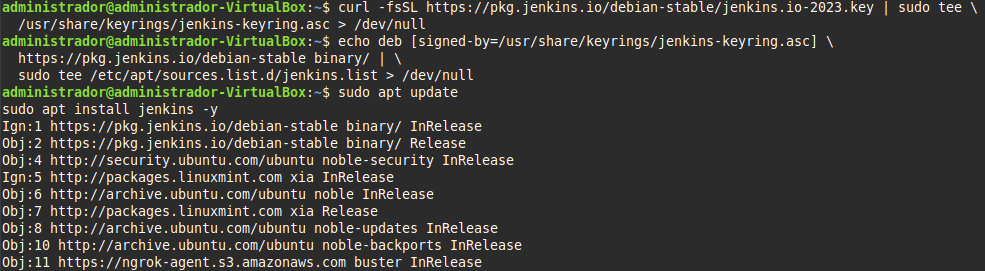 administrador@administrador-VirtualBox:~$ curl -fsSL https://pkg.jenkins.io/debian-stable/jenkins.io-2023.key | sudo tee \
  /usr/share/keyrings/jenkins-keyring.asc > /dev/null
administrador@administrador-VirtualBox:~$ echo deb [signed-by=/usr/share/keyrings/jenkins-keyring.asc] \
  https://pkg.jenkins.io/debian-stable binary/ | \
  sudo tee /etc/apt/sources.list.d/jenkins.list > /dev/null
administrador@administrador-VirtualBox:~$ sudo apt update
sudo apt install jenkins -y
Ign:1 https://pkg.jenkins.io/debian-stable binary/ InRelease
Obj:2 https://pkg.jenkins.io/debian-stable binary/ Release
Obj:4 http://security.ubuntu.com/ubuntu noble-security InRelease
Ign:5 http://packages.linuxmint.com xia InRelease
Obj:6 http://archive.ubuntu.com/ubuntu noble InRelease
Obj:7 http://packages.linuxmint.com xia Release
Obj:8 http://archive.ubuntu.com/ubuntu noble-updates InRelease
Obj:10 http://archive.ubuntu.com/ubuntu noble-backports InRelease
Obj:11 https://ngrok-agent.s3.amazonaws.com buster InRelease